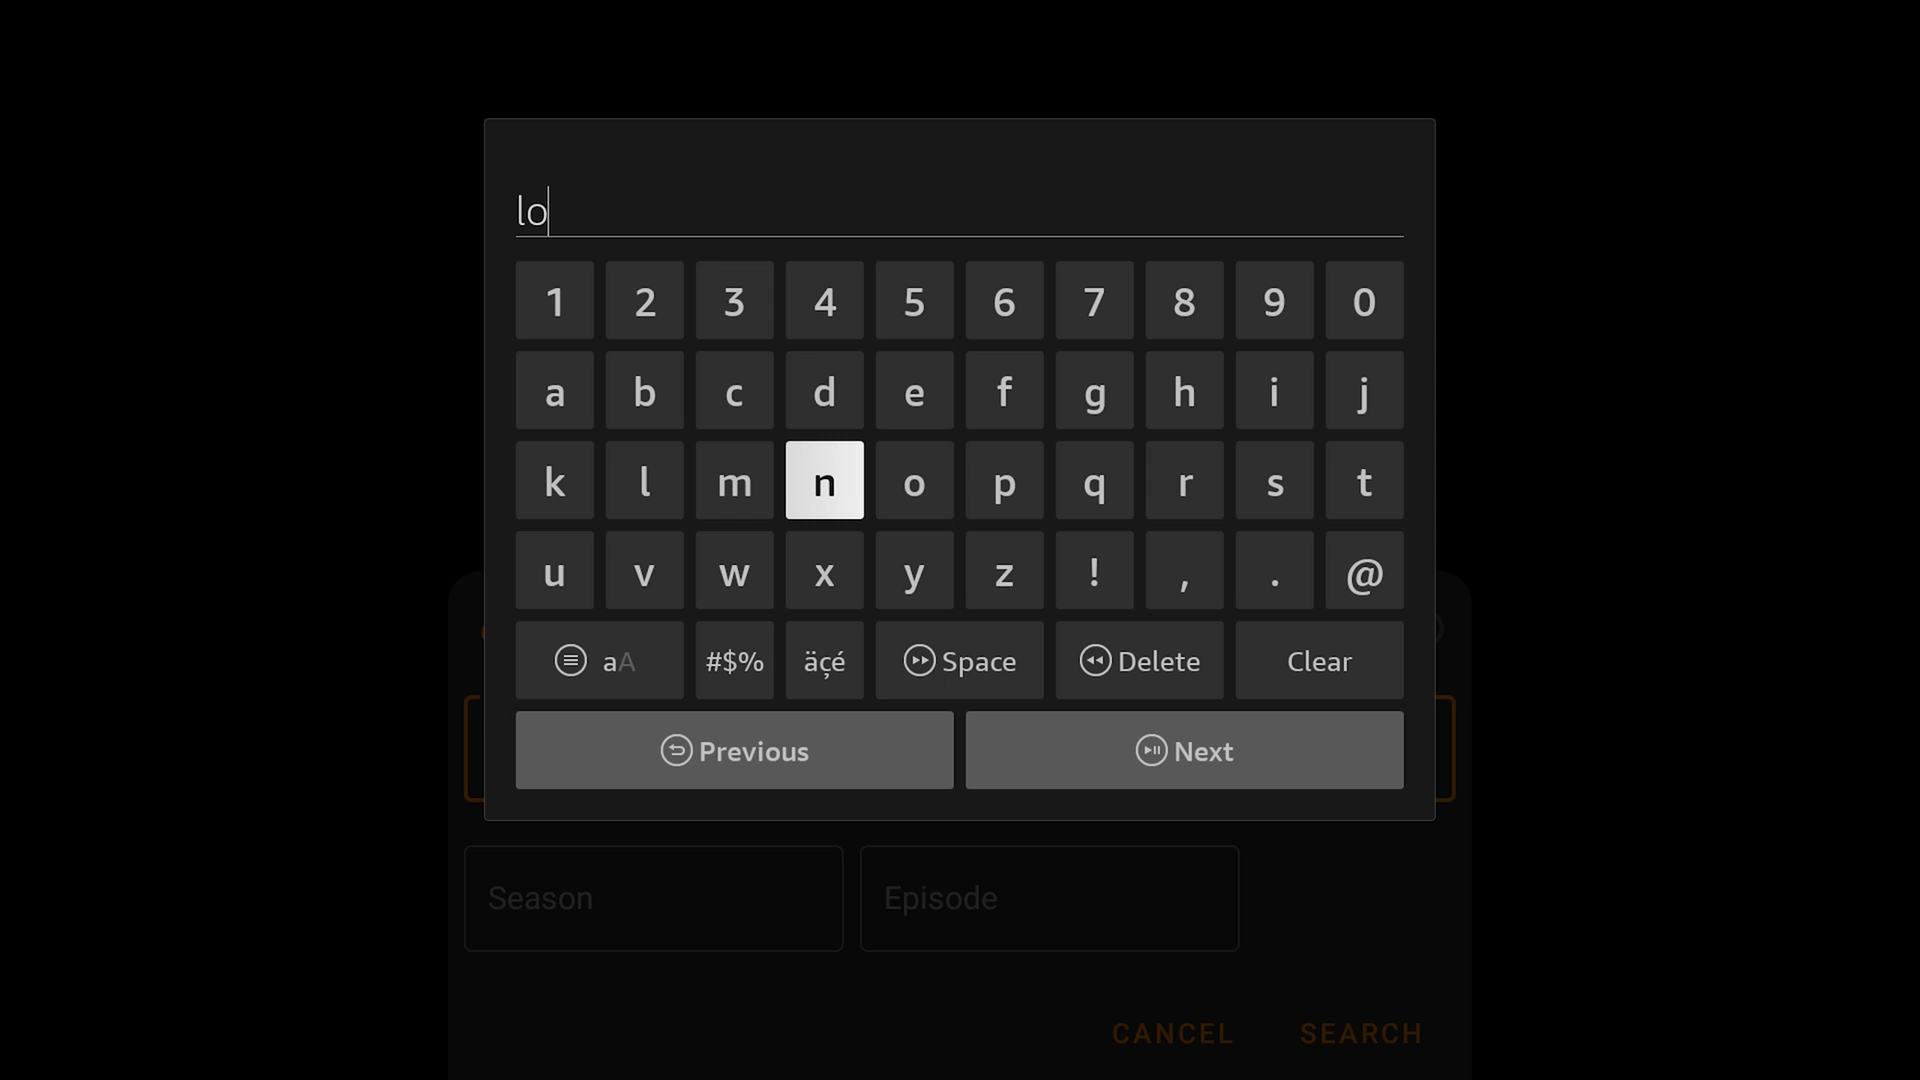 lo
1 2 3 4 5 6 7 8 9 0
a b c d e f g h i j
k l m n o p q r s t
u v w x y z ! , . @
aA #$% äçé Space Delete Clear
Previous Next
Season Episode
CANCEL SEARCH